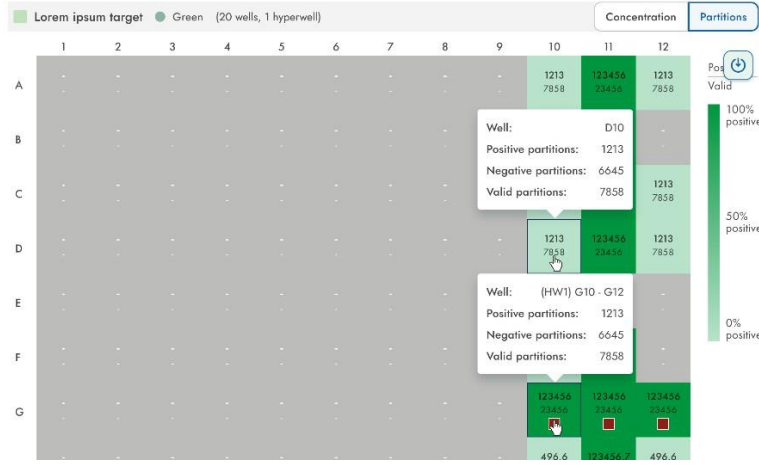 Lorem ipsum target Green (20 wells, 1 hyperwell) Concentration Partitions
1 2 3 4 5 6 7 8 9 10 11 12
Valid
A - - - - - - - - - 1213 123456 1213
- - - - - - - - - 7858 23456 7858
100%
positive
B - - - - - - - - - -
- - - - - - - - - -
Well: D10
Positive partitions: 1213
Negative partitions: 6645
Valid partitions: 7858
C - - - - - - - - - 1213
- - - - - - - - - 7858
50%
positive
D - - - - - - - - - 1213 123456 1213
- - - - - - - - - 7858 23456 7858
E - - - - - - - - - -
- - - - - - - - - -
Well: (HW1) G10 - G12
Positive partitions: 1213
Negative partitions: 6645
Valid partitions: 7858
0%
positive
F - - - - - - - - - -
- - - - - - - - - -
G - - - - - - - - - 123456 123456 123456
- - - - - - - - - 23456 23456 23456
- - - - - - - - - 496.6 123456.7 496.6